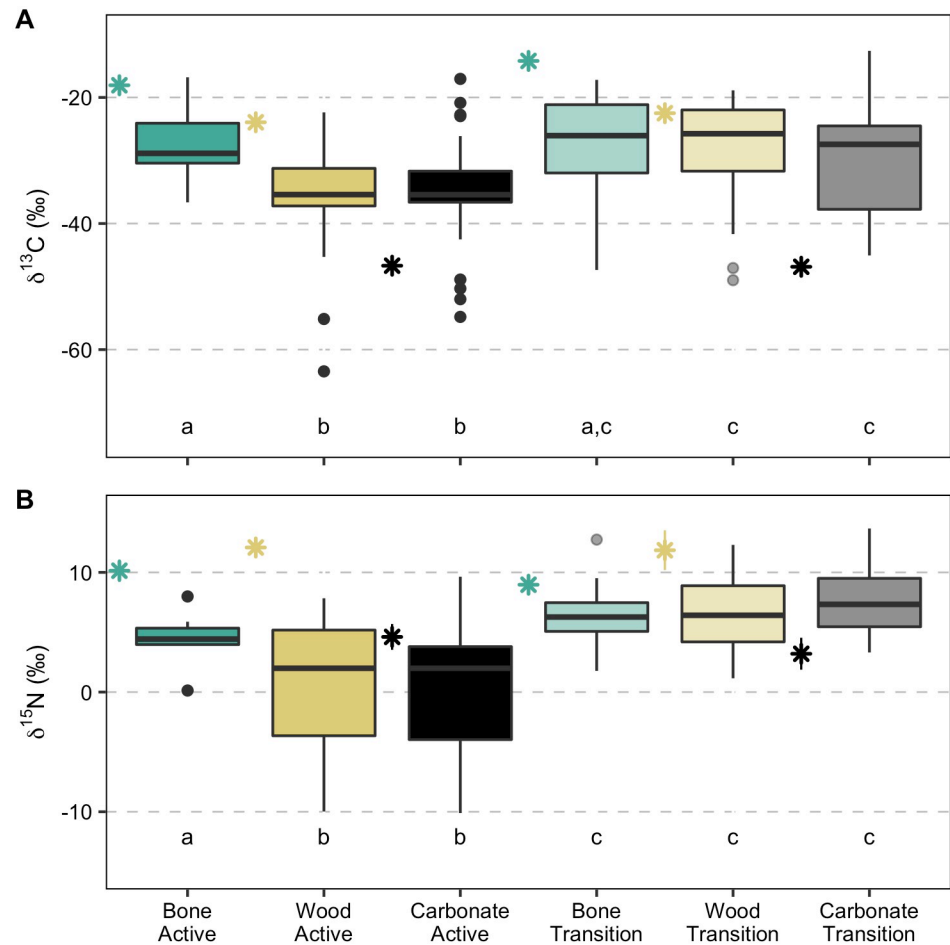 A
-20
-40
-60
δ13C (‰)
a b b a,c c c
B
10
0
-10
δ15N (‰)
a b b c c c
Bone Wood Carbonate Bone Wood Carbonate
Active Active Active Transition Transition Transition